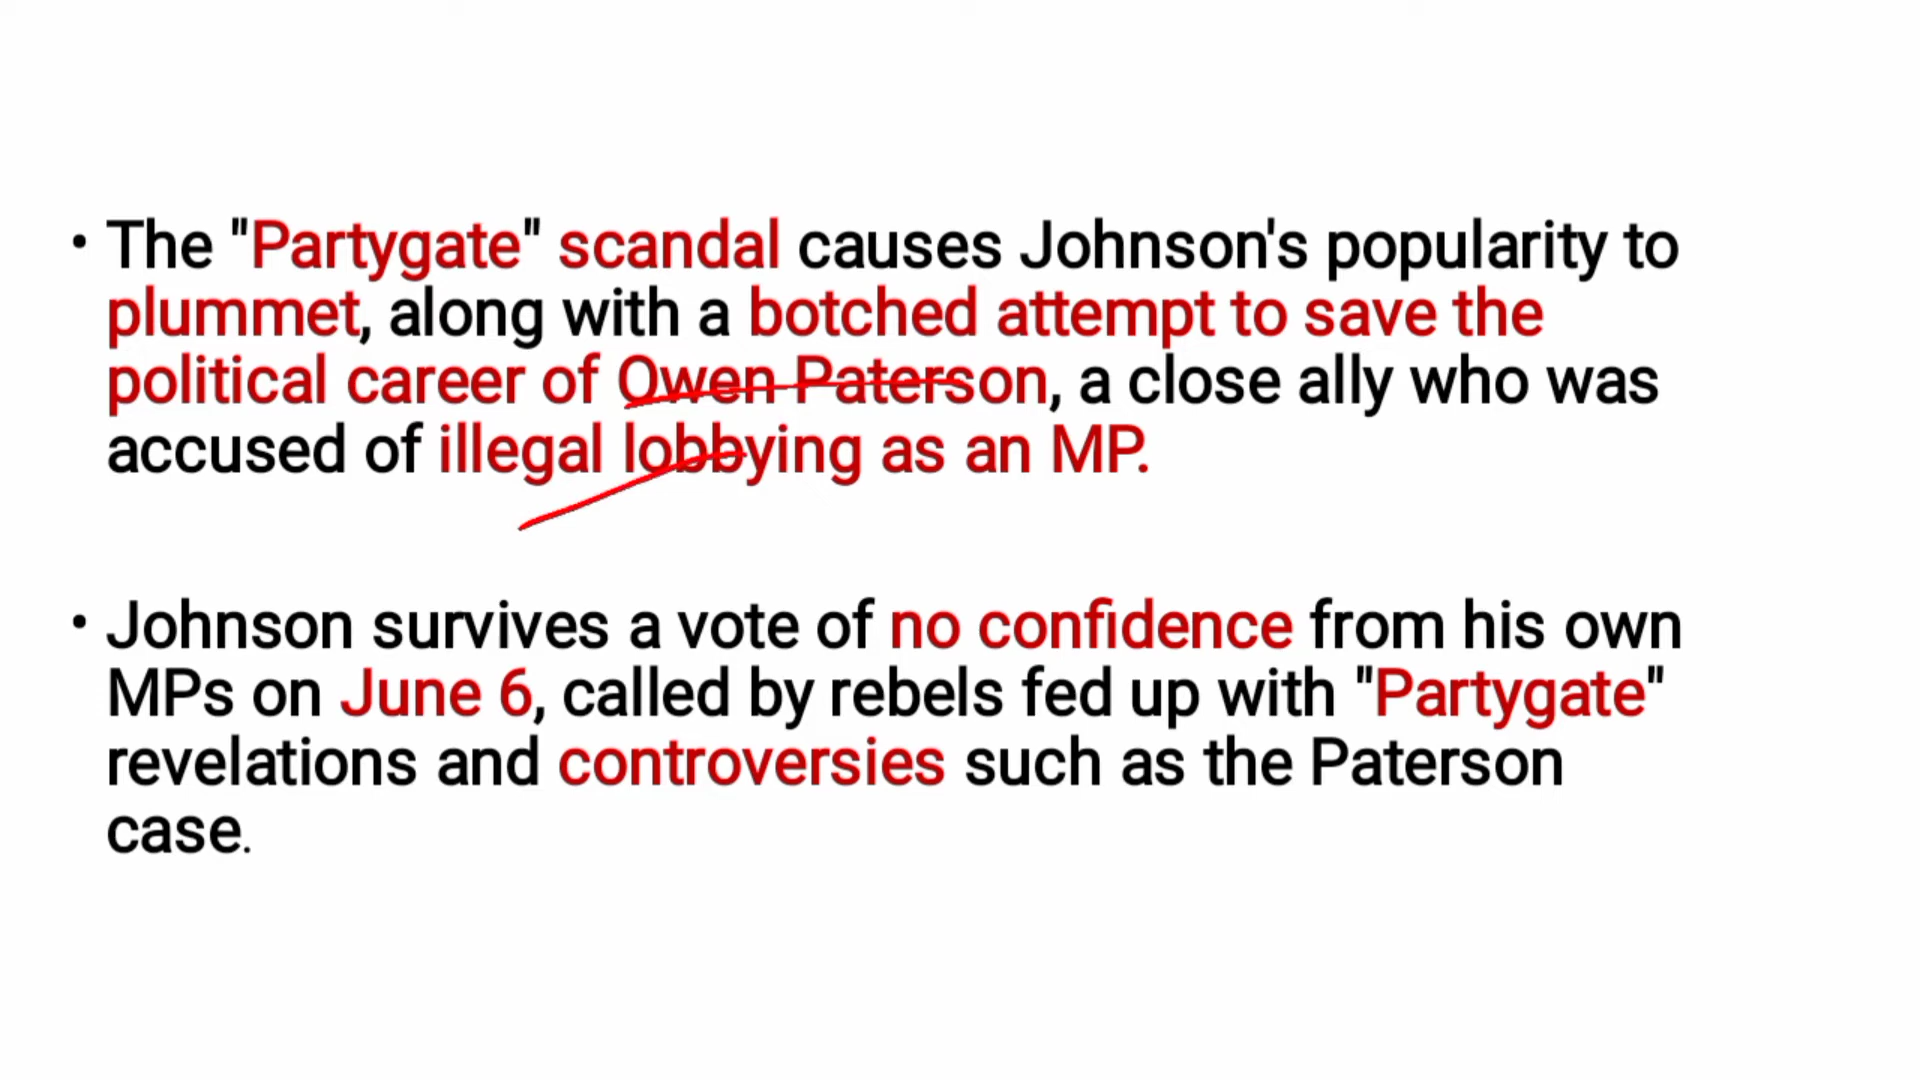 • The "Partygate" scandal causes Johnson's popularity to
plummet, along with a botched attempt to save the
political career of Owen Paterson, a close ally who was
accused of illegal lobbying as an MP.
• Johnson survives a vote of no confidence from his own
MPs on June 6, called by rebels fed up with "Partygate"
revelations and controversies such as the Paterson
case.